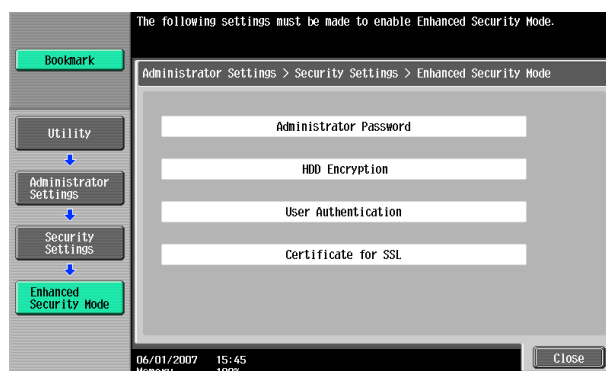 The following settings must be made to enable Enhanced Security Mode.
Bookmark
Administrator Settings > Security Settings > Enhanced Security Mode
Utility
Administrator
Settings
Security
Settings
Enhanced
Security Mode
Administrator Password
HDD Encryption
User Authentication
Certificate for SSL
06/01/2007 15:45
Memory 100%
Close